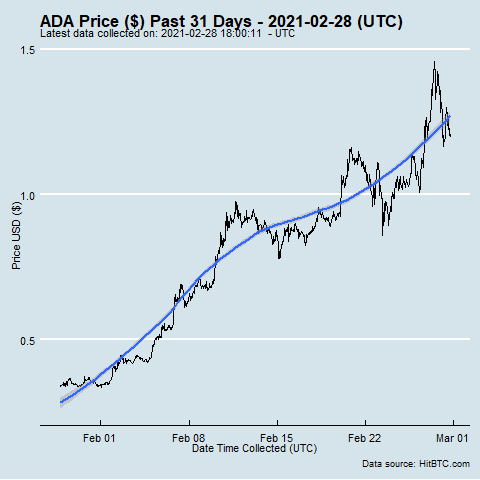 ADA Price ($) Past 31 Days - 2021-02-28 (UTC)
Latest data collected on: 2021-02-28 18:00:11 - UTC
1.5
1.0
0.5
Price USD ($)
Feb 01
Feb 08
Feb 15
Feb 22
Mar 01
Date Time Collected (UTC)
Data source: HitBTC.com